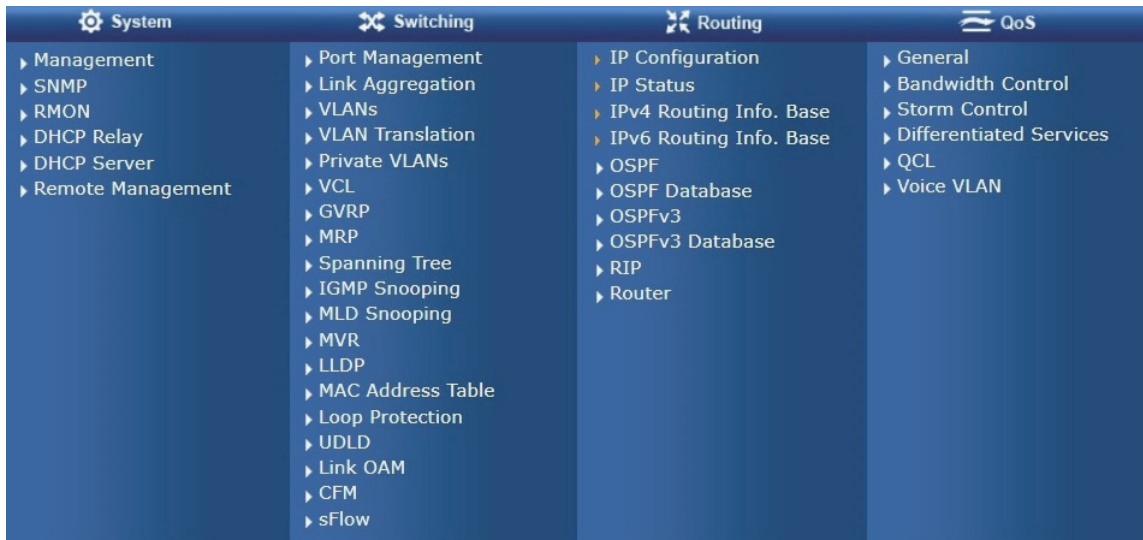 System
Management
SNMP
RMON
DHCP Relay
DHCP Server
Remote Management
Switching
Port Management
Link Aggregation
VLANs
VLAN Translation
Private VLANs
VCL
GVRP
MRP
Spanning Tree
IGMP Snooping
MLD Snooping
MVR
LLDP
MAC Address Table
Loop Protection
UDLD
Link OAM
CFM
sFlow
Routing
IP Configuration
IP Status
IPv4 Routing Info. Base
IPv6 Routing Info. Base
OSPF
OSPF Database
OSPFv3
OSPFv3 Database
RIP
Router
QoS
General
Bandwidth Control
Storm Control
Differentiated Services
QCL
Voice VLAN